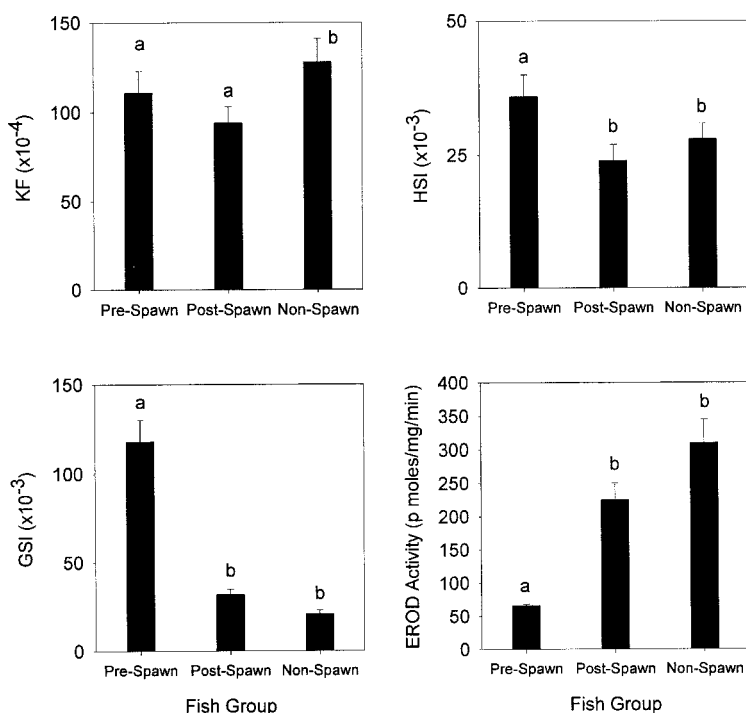 150
100
50
0
KF (x10⁻⁴)
a
a
b
Pre-Spawn Post-Spawn Non-Spawn
50
25
0
HSI (x10⁻³)
a
b
b
Pre-Spawn Post-Spawn Non-Spawn
150
100
50
0
GSI (x10⁻³)
a
b
b
Pre-Spawn Post-Spawn Non-Spawn
Fish Group
400
350
300
250
200
150
100
50
0
EROD Activity (p moles/mg/min)
a
b
b
Pre-Spawn Post-Spawn Non-Spawn
Fish Group